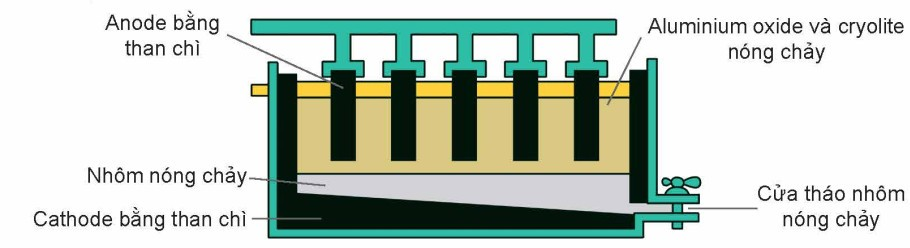 Anode bằng
than chì
Aluminium oxide và cryolite
nóng chảy
Nhôm nóng chảy
Cathode bằng than chì
Cửa tháo nhôm
nóng chảy